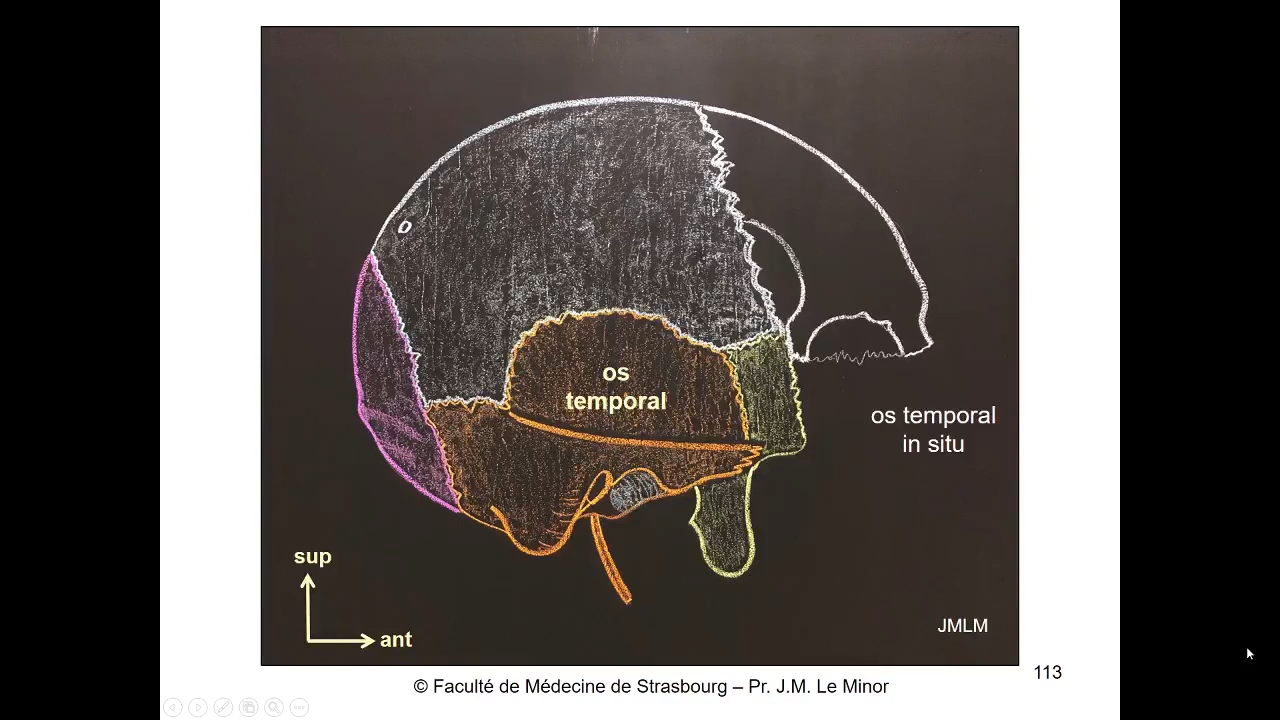 os
temporal
os temporal
in situ
sup
ant
JMLM
113
© Faculté de Médecine de Strasbourg – Pr. J.M. Le Minor